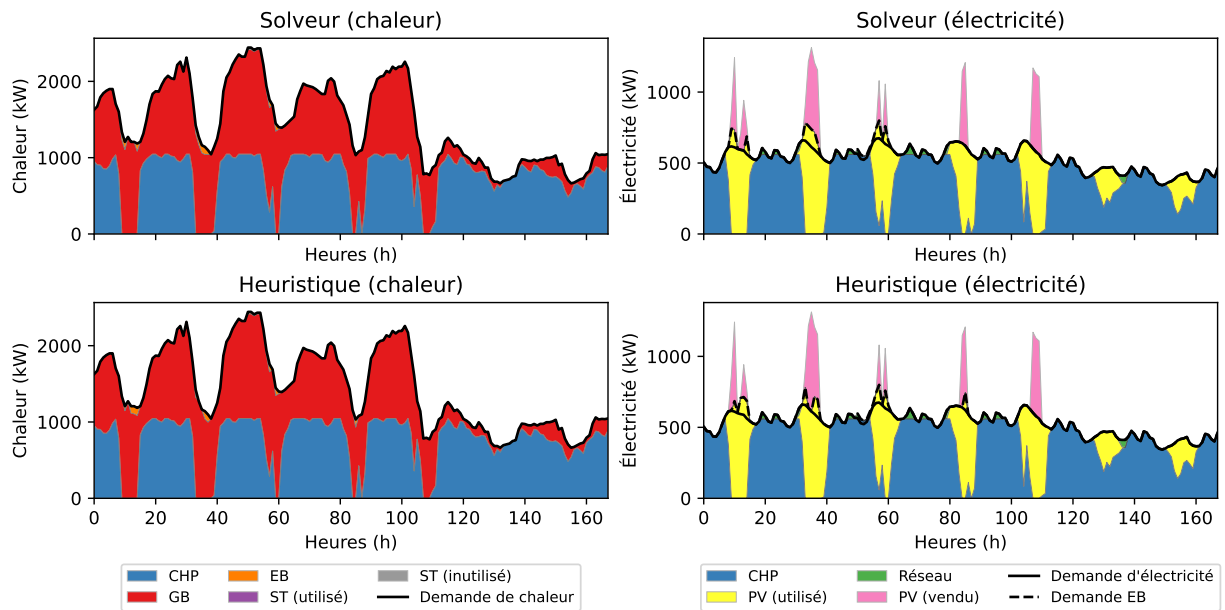 Solveur (chaleur)
Chaleur (kW)
2000
1000
0
Heures (h)
Solveur (électricité)
Électricité (kW)
1000
500
0
Heures (h)
Heuristique (chaleur)
Chaleur (kW)
2000
1000
0
0 20 40 60 80 100 120 140 160
Heures (h)
Heuristique (électricité)
Électricité (kW)
1000
500
0
0 20 40 60 80 100 120 140 160
Heures (h)
CHP EB ST (inutilisé)
GB ST (utilisé) Demande de chaleur
CHP Réseau Demande d'électricité
PV (utilisé) PV (vendu) Demande EB